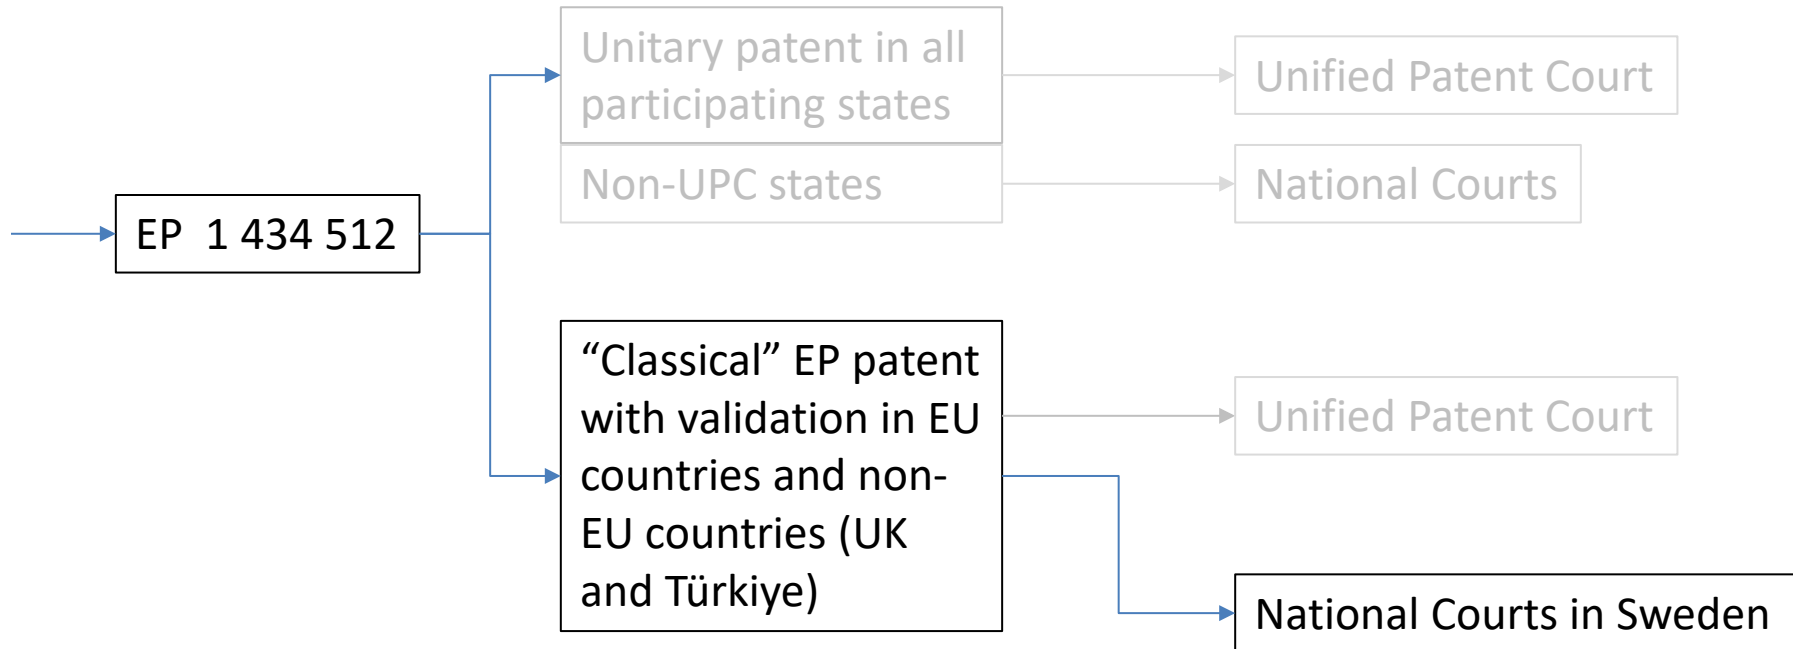 Unitary patent in all
participating states
Unified Patent Court
Non-UPC states
National Courts
EP 1 434 512
“Classical” EP patent
with validation in EU
countries and non-
EU countries (UK
and Türkiye)
Unified Patent Court
National Courts in Sweden